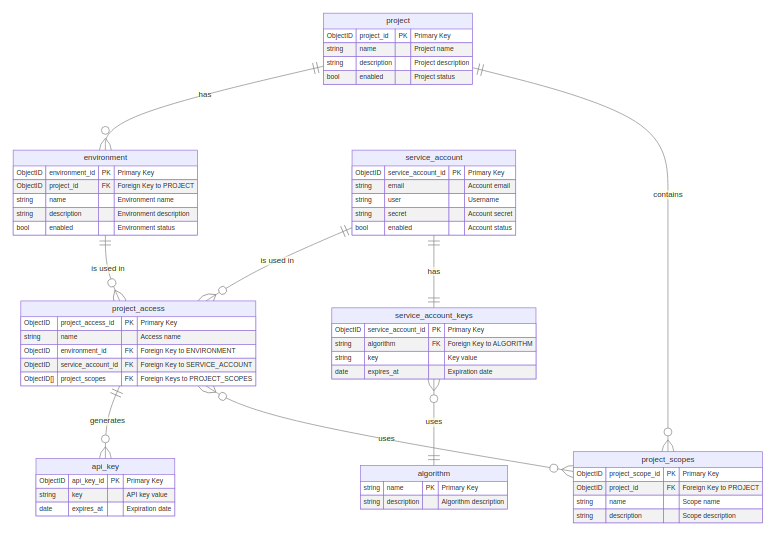 project
ObjectID project_id PK Primary Key
string name Project name
string description Project description
bool enabled Project status
has
contains
environment
ObjectID environment_id PK Primary Key
ObjectID project_id FK Foreign Key to PROJECT
string name Environment name
string description Environment description
bool enabled Environment status
service_account
ObjectID service_account_id PK Primary Key
string email Account email
string user Username
string secret Account secret
bool enabled Account status
is used in
is used in
has
project_access
ObjectID project_access_id PK Primary Key
string name Access name
ObjectID environment_id FK Foreign Key to ENVIRONMENT
ObjectID service_account_id FK Foreign Key to SERVICE_ACCOUNT
ObjectID[] project_scopes FK Foreign Keys to PROJECT_SCOPES
service_account_keys
ObjectID service_account_id PK Primary Key
string algorithm FK Foreign Key to ALGORITHM
string key Key value
date expires_at Expiration date
generates
uses
uses
api_key
ObjectID api_key_id PK Primary Key
string key API key value
date expires_at Expiration date
algorithm
string name PK Primary Key
string description Algorithm description
project_scopes
ObjectID project_scope_id PK Primary Key
ObjectID project_id FK Foreign Key to PROJECT
string name Scope name
string description Scope description